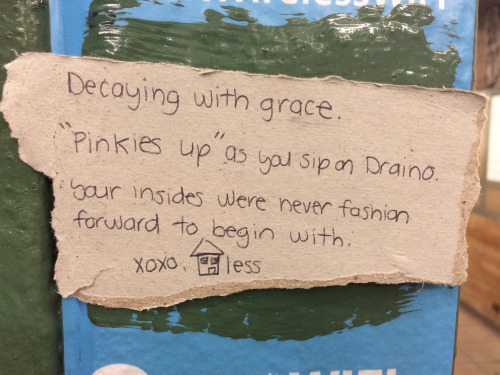 Decaying with grace.
"Pinkies up" as you sip on Draino.
your insides were never fashion
forward to begin with.
xoxo, less